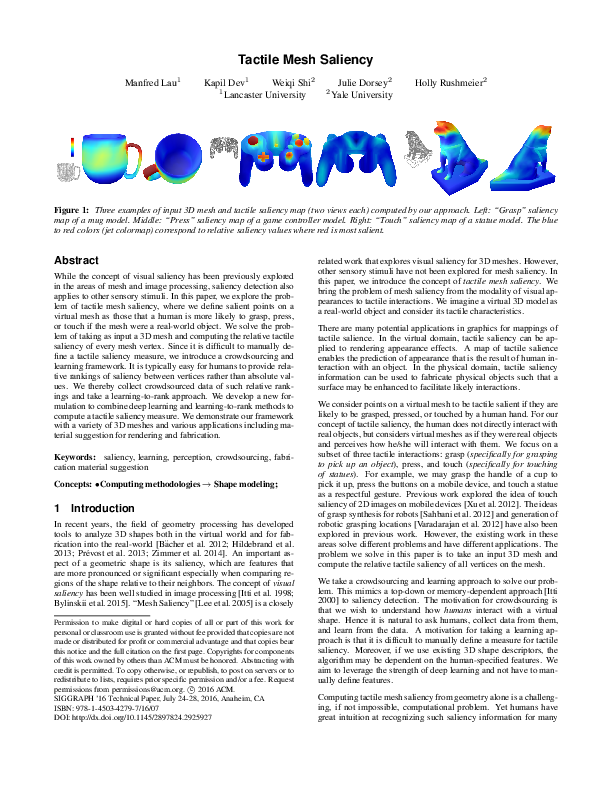 Tactile Mesh Saliency
Manfred Lau1 Kapil Dev1 Weiqi Shi2 Julie Dorsey2 Holly Rushmeier2
1Lancaster University 2Yale University
Figure 1: Three examples of input 3D mesh and tactile saliency map (two views each) computed by our approach. Left: “Grasp” saliency
map of a mug model. Middle: “Press” saliency map of a game controller model. Right: “Touch” saliency map of a statue model. The blue
to red colors (jet colormap) correspond to relative saliency values where red is most salient.
Abstract
While the concept of visual saliency has been previously explored
in the areas of mesh and image processing, saliency detection also
applies to other sensory stimuli. In this paper, we explore the prob-
lem of tactile mesh saliency, where we define salient points on a
virtual mesh as those that a human is more likely to grasp, press,
or touch if the mesh were a real-world object. We solve the prob-
lem of taking as input a 3D mesh and computing the relative tactile
saliency of every mesh vertex. Since it is difficult to manually de-
fine a tactile saliency measure, we introduce a crowdsourcing and
learning framework. It is typically easy for humans to provide rela-
tive rankings of saliency between vertices rather than absolute val-
ues. We thereby collect crowdsourced data of such relative rank-
ings and take a learning-to-rank approach. We develop a new for-
mulation to combine deep learning and learning-to-rank methods to
compute a tactile saliency measure. We demonstrate our framework
with a variety of 3D meshes and various applications including ma-
terial suggestion for rendering and fabrication.
Keywords: saliency, learning, perception, crowdsourcing, fabri-
cation material suggestion
Concepts: •Computing methodologies → Shape modeling;
1 Introduction
In recent years, the field of geometry processing has developed
tools to analyze 3D shapes both in the virtual world and for fab-
rication into the real-world [Bächer et al. 2012; Hildebrand et al.
2013; Prévost et al. 2013; Zimmer et al. 2014]. An important as-
pect of a geometric shape is its saliency, which are features that
are more pronounced or significant especially when comparing re-
gions of the shape relative to their neighbors. The concept of visual
saliency has been well studied in image processing [Itti et al. 1998;
Bylinskii et al. 2015]. “Mesh Saliency” [Lee et al. 2005] is a closely
Permission to make digital or hard copies of all or part of this work for
personal or classroom use is granted without fee provided that copies are not
made or distributed for profit or commercial advantage and that copies bear
this notice and the full citation on the first page. Copyrights for components
of this work owned by others than ACM must be honored. Abstracting with
credit is permitted. To copy otherwise, or republish, to post on servers or to
redistribute to lists, requires prior specific permission and/or a fee. Request
permissions from permissions@acm.org. © 2016 ACM.
SIGGRAPH ’16 Technical Paper, July 24-28, 2016, Anaheim, CA
ISBN: 978-1-4503-4279-7/16/07
DOI: http://dx.doi.org/10.1145/2897824.2925927
related work that explores visual saliency for 3D meshes. However,
other sensory stimuli have not been explored for mesh saliency. In
this paper, we introduce the concept of tactile mesh saliency. We
bring the problem of mesh saliency from the modality of visual ap-
pearances to tactile interactions. We imagine a virtual 3D model as
a real-world object and consider its tactile characteristics.
There are many potential applications in graphics for mappings of
tactile salience. In the virtual domain, tactile saliency can be ap-
plied to rendering appearance effects. A map of tactile salience
enables the prediction of appearance that is the result of human in-
teraction with an object. In the physical domain, tactile saliency
information can be used to fabricate physical objects such that a
surface may be enhanced to facilitate likely interactions.
We consider points on a virtual mesh to be tactile salient if they are
likely to be grasped, pressed, or touched by a human hand. For our
concept of tactile saliency, the human does not directly interact with
real objects, but considers virtual meshes as if they were real objects
and perceives how he/she will interact with them. We focus on a
subset of three tactile interactions: grasp (specifically for grasping
to pick up an object), press, and touch (specifically for touching
of statues). For example, we may grasp the handle of a cup to
pick it up, press the buttons on a mobile device, and touch a statue
as a respectful gesture. Previous work explored the idea of touch
saliency of 2D images on mobile devices [Xu et al. 2012]. The ideas
of grasp synthesis for robots [Sahbani et al. 2012] and generation of
robotic grasping locations [Varadarajan et al. 2012] have also been
explored in previous work. However, the existing work in these
areas solve different problems and have different applications. The
problem we solve in this paper is to take an input 3D mesh and
compute the relative tactile saliency of all vertices on the mesh.
We take a crowdsourcing and learning approach to solve our prob-
lem. This mimics a top-down or memory-dependent approach [Itti
2000] to saliency detection. The motivation for crowdsourcing is
that we wish to understand how humans interact with a virtual
shape. Hence it is natural to ask humans, collect data from them,
and learn from the data. A motivation for taking a learning ap-
proach is that it is difficult to manually define a measure for tactile
saliency. Moreover, if we use existing 3D shape descriptors, the
algorithm may be dependent on the human-specified features. We
aim to leverage the strength of deep learning and not have to man-
ually define features.
Computing tactile mesh saliency from geometry alone is a challeng-
ing, if not impossible, computational problem. Yet humans have
great intuition at recognizing such saliency information for many